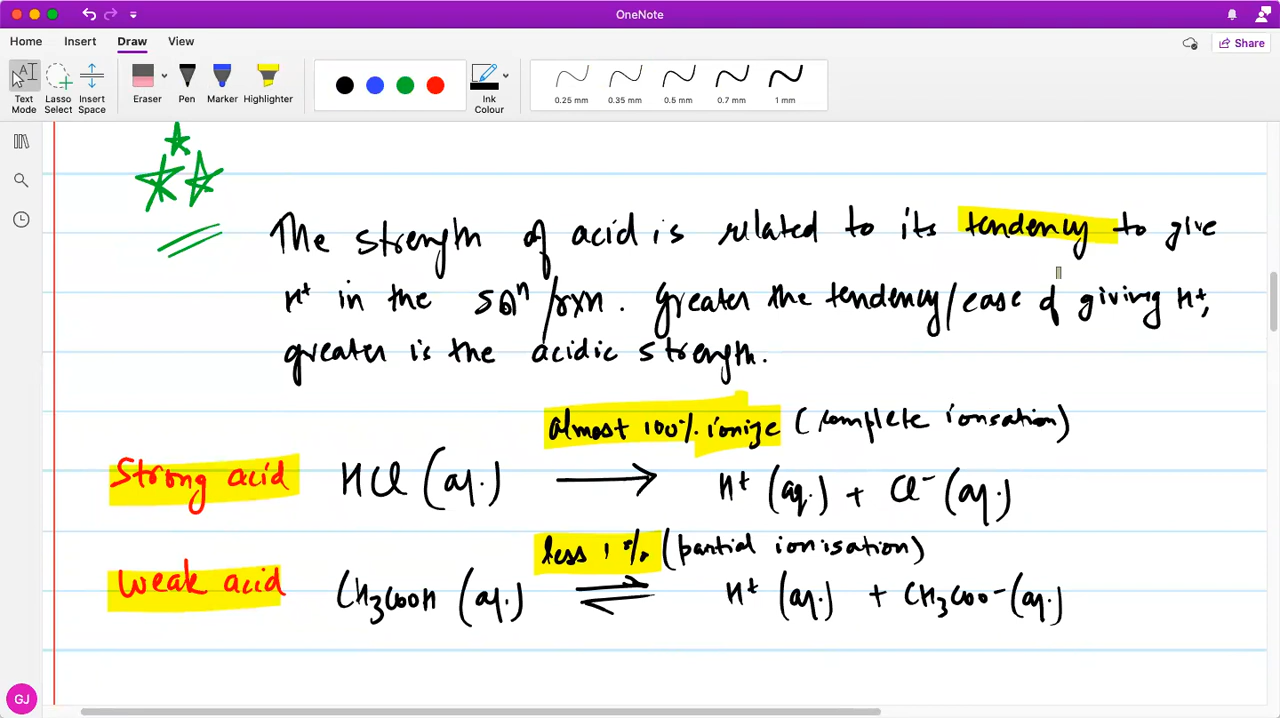 OneNote
Home Insert Draw View
Share
Text Mode
Lasso Select
Insert Space
Eraser
Pen
Marker
Highlighter
Ink Colour
0.25 mm
0.35 mm
0.5 mm
0.7 mm
1 mm
The strength of acid is related to its tendency to give
H+ in the solⁿ/rxn. Greater the tendency/ease of giving H+,
greater is the acidic strength.
almost 100% ionize (complete ionisation)
Strong acid HCl (aq.) → H+ (aq.) + Cl- (aq.)
less 1% (partial ionisation)
Weak acid CH3COOH (aq.) ⇌ H+ (aq.) + CH3COO- (aq.)
GJ